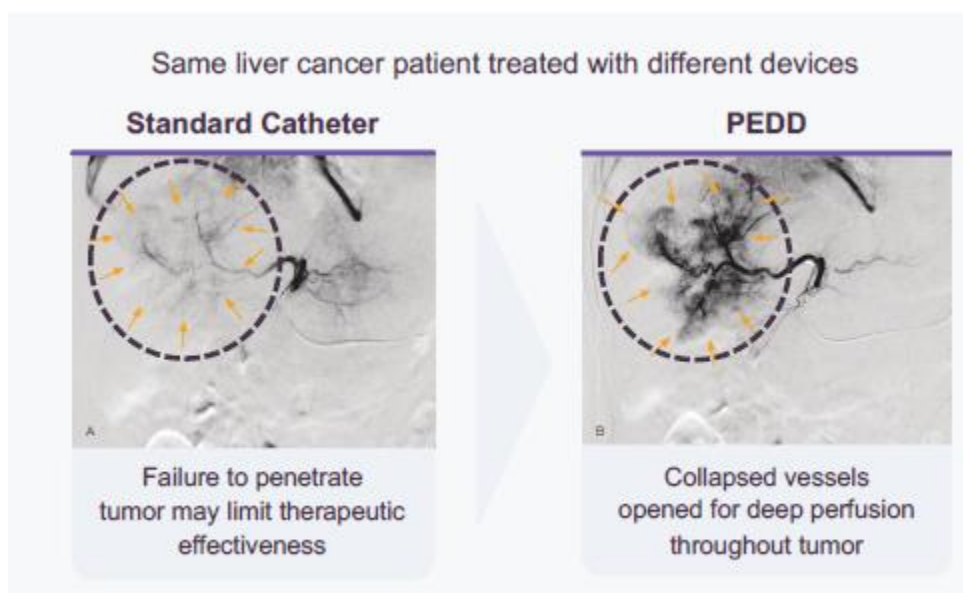 Same liver cancer patient treated with different devices
Standard Catheter
PEDD
A
B
Failure to penetrate
tumor may limit therapeutic
effectiveness
Collapsed vessels
opened for deep perfusion
throughout tumor